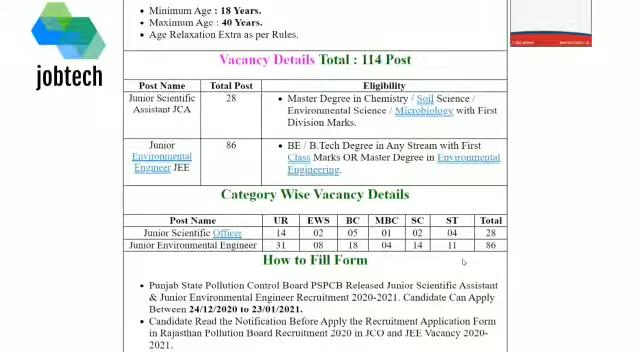 jobtech
Minimum Age : 18 Years.
Maximum Age : 40 Years.
Age Relaxation Extra as per Rules.
Vacancy Details Total : 114 Post
Post Name Total Post Eligibility
Junior Scientific Assistant JCA 28 Master Degree in Chemistry / Soil Science /
Environmental Science / Microbiology with First
Division Marks.
Junior Environmental Engineer JEE 86 BE / B.Tech Degree in Any Stream with First
Class Marks OR Master Degree in Environmental
Engineering.
Category Wise Vacancy Details
Post Name UR EWS BC MBC SC ST Total
Junior Scientific Officer 14 02 05 01 02 04 28
Junior Environmental Engineer 31 08 18 04 14 11 86
How to Fill Form
Punjab State Pollution Control Board PSPCB Released Junior Scientific Assistant
& Junior Environmental Engineer Recruitment 2020-2021. Candidate Can Apply
Between 24/12/2020 to 23/01/2021.
Candidate Read the Notification Before Apply the Recruitment Application Form
in Rajasthan Pollution Board Recruitment 2020 in JCO and JEE Vacancy 2020-
2021.